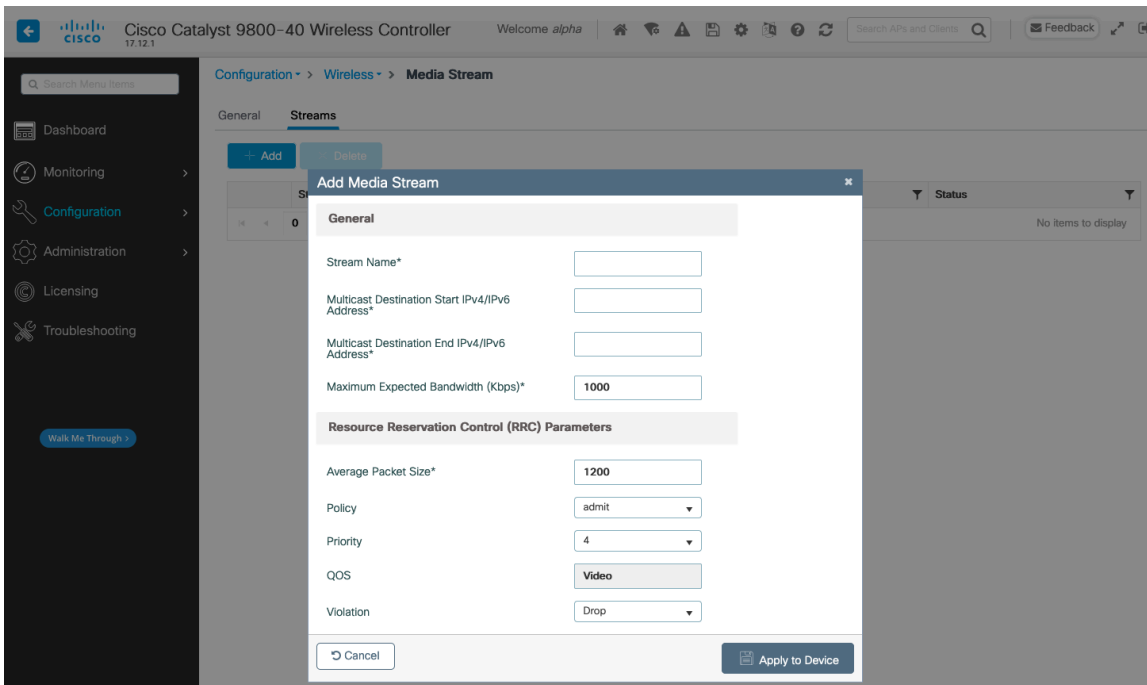 CISCO
Cisco Catalyst 9800-40 Wireless Controller
17.12.1
Welcome alpha
Search APs and Clients
Feedback
Search Menu Items
Dashboard
Monitoring
Configuration
Administration
Licensing
Troubleshooting
Walk Me Through >
Configuration > Wireless > Media Stream
General Streams
+ Add
Delete
St
Status
0
No items to display
Add Media Stream
General
Stream Name*
Multicast Destination Start IPv4/IPv6
Address*
Multicast Destination End IPv4/IPv6
Address*
Maximum Expected Bandwidth (Kbps)* 1000
Resource Reservation Control (RRC) Parameters
Average Packet Size* 1200
Policy admit
Priority 4
QOS Video
Violation Drop
Cancel
Apply to Device